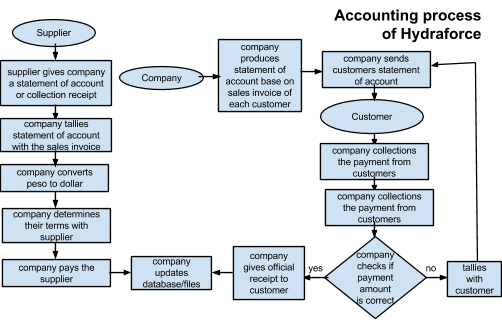 Accounting process
of Hydraforce
Supplier
supplier gives company
a statement of account
or collection receipt
company tallies
statement of account
with the sales invoice
company converts
peso to dollar
company determines
their terms with
supplier
company pays the
supplier
company
updates
database/files
Company
company
produces
statement of
account base on
sales invoice of
each customer
company sends
customers statement
of account
Customer
company collections
the payment from
customers
company collections
the payment from
customers
company
checks if
payment
amount
is correct
yes
company
gives official
receipt to
customer
no
tallies
with
customer